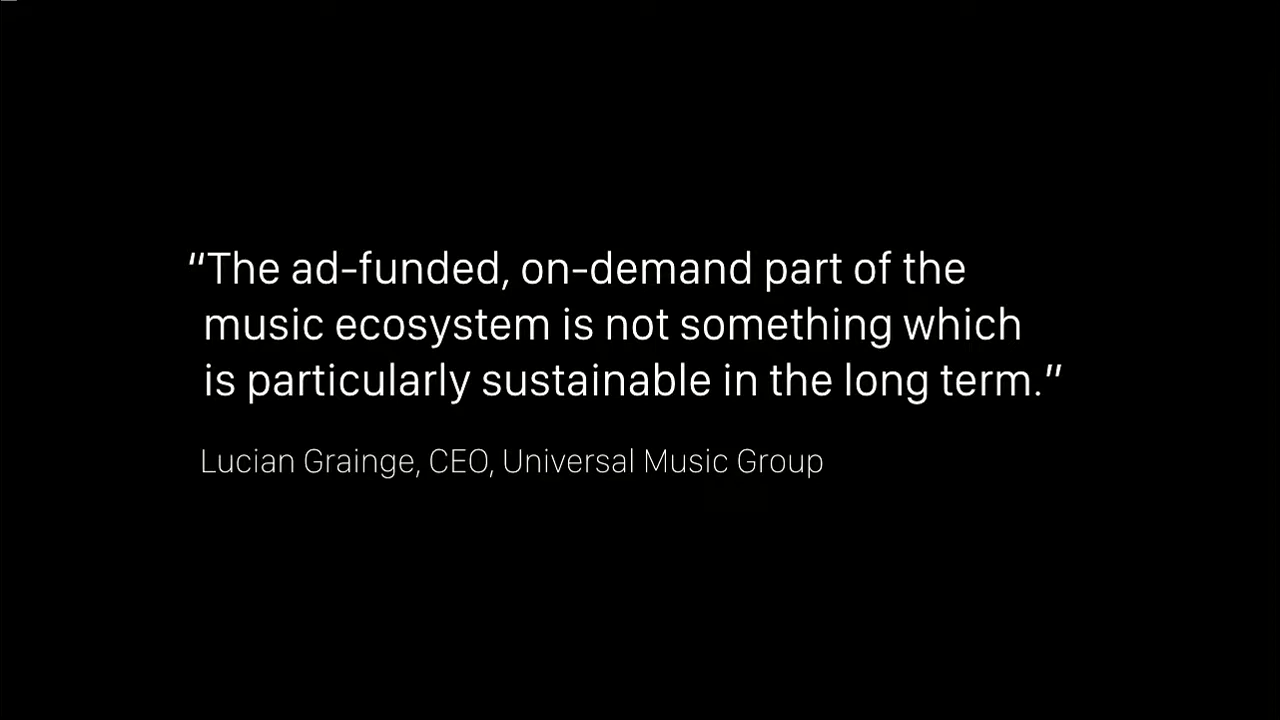 “The ad-funded, on-demand part of the
music ecosystem is not something which
is particularly sustainable in the long term.”
Lucian Grainge, CEO, Universal Music Group